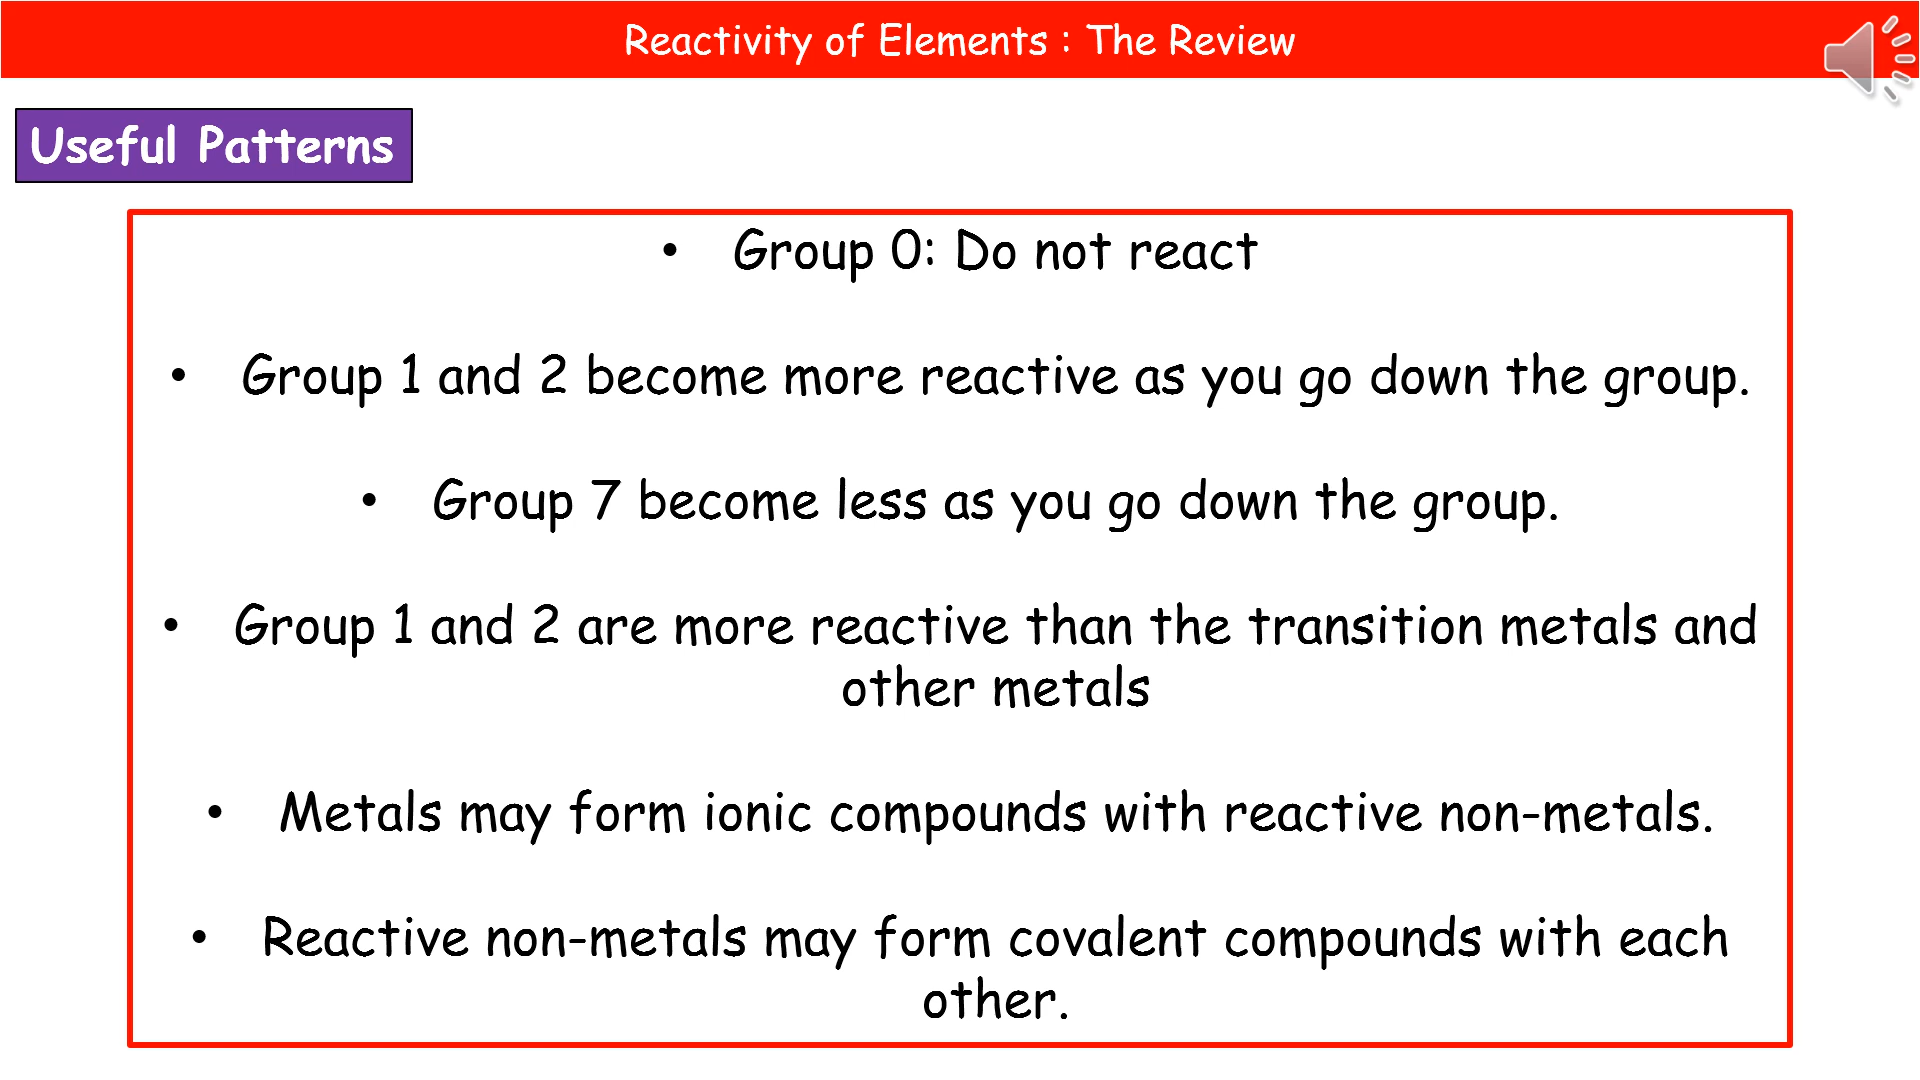 Reactivity of Elements : The Review
Useful Patterns
• Group 0: Do not react
• Group 1 and 2 become more reactive as you go down the group.
• Group 7 become less as you go down the group.
• Group 1 and 2 are more reactive than the transition metals and
other metals
• Metals may form ionic compounds with reactive non-metals.
• Reactive non-metals may form covalent compounds with each
other.